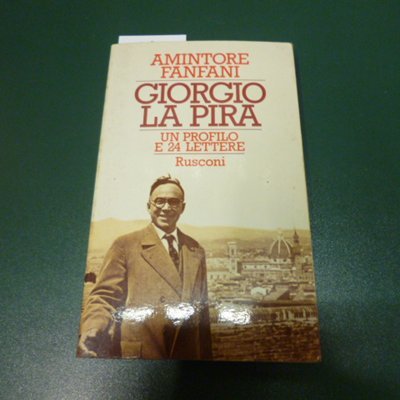 AMINTORE
FANFANI
GIORGIO
LA PIRA
UN PROFILO
E 24 LETTERE
Rusconi